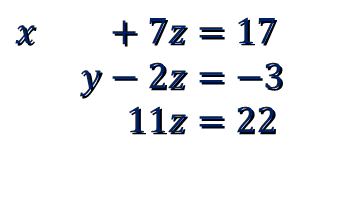 x + 7z = 17
y − 2z = −3
11z = 22